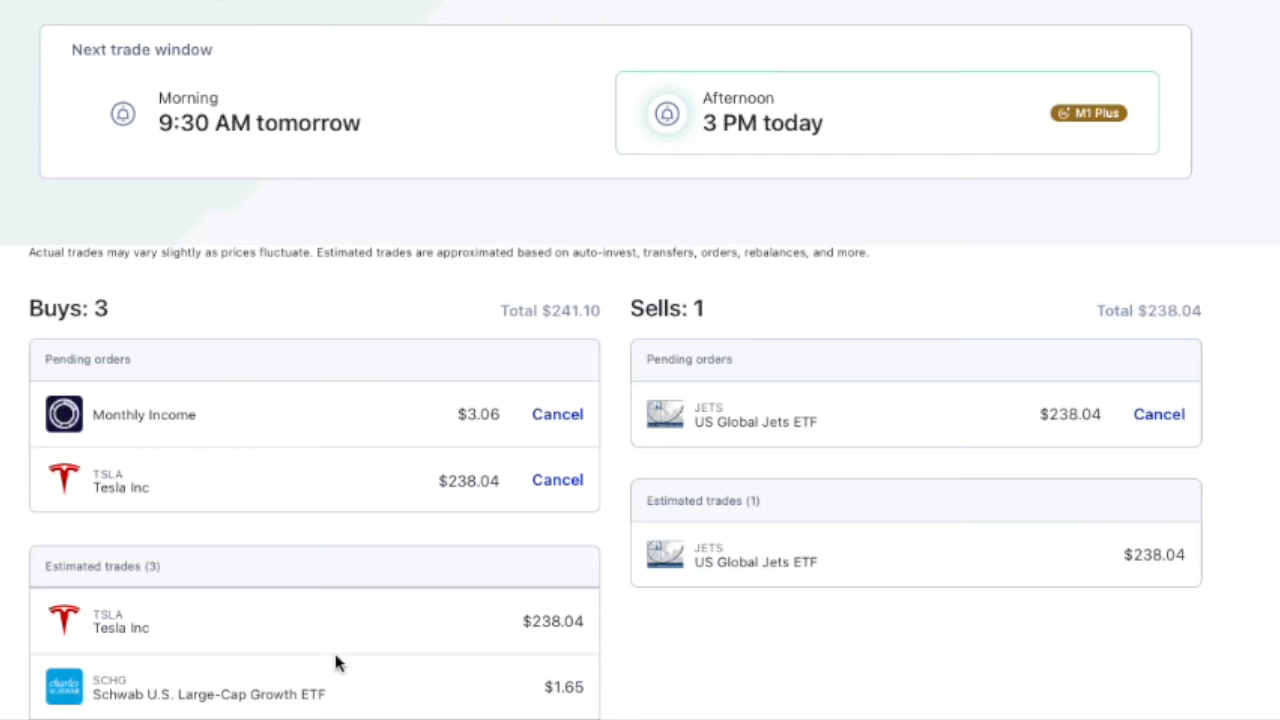 Next trade window
Morning
9:30 AM tomorrow
Afternoon
3 PM today
M1 Plus
Actual trades may vary slightly as prices fluctuate. Estimated trades are approximated based on auto-invest, transfers, orders, rebalances, and more.
Buys: 3
Total $241.10
Pending orders
Monthly Income
$3.06
Cancel
TSLA
Tesla Inc
$238.04
Cancel
Estimated trades (3)
TSLA
Tesla Inc
$238.04
charles
SCHWAB
SCHG
Schwab U.S. Large-Cap Growth ETF
$1.65
Sells: 1
Total $238.04
Pending orders
JETS
US Global Jets ETF
$238.04
Cancel
Estimated trades (1)
JETS
US Global Jets ETF
$238.04